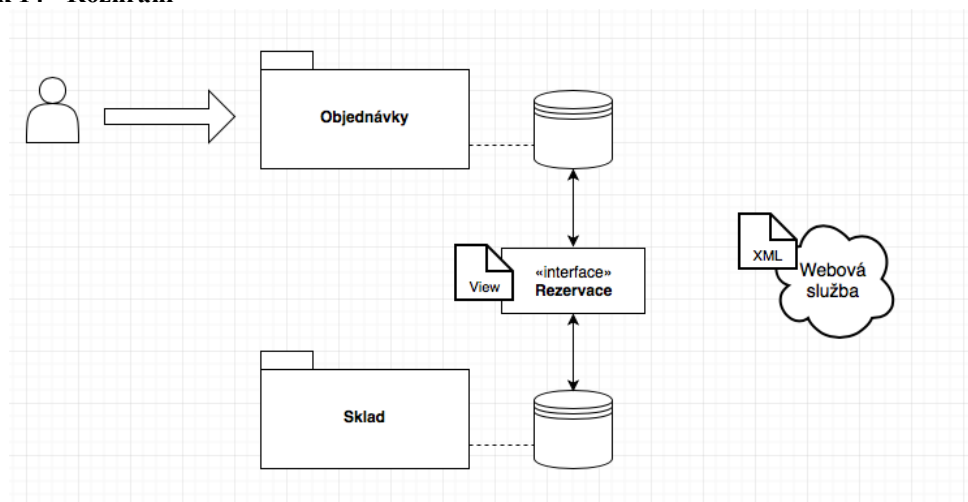 Objednávky
«interface»
Rezervace
View
XML
Webová
služba
Sklad